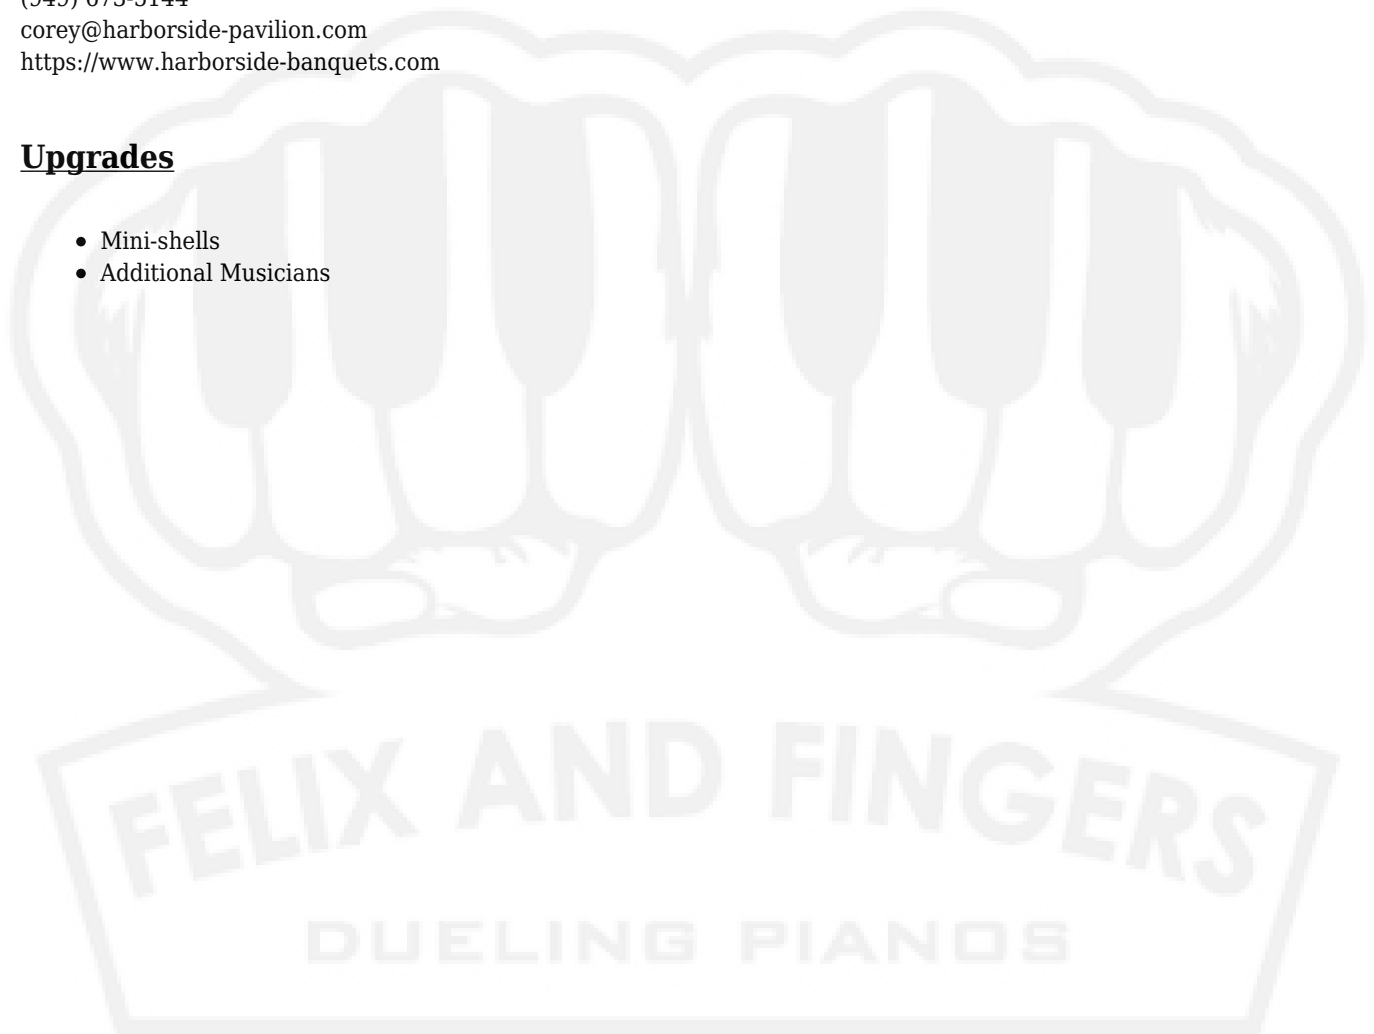 corey@harborside-pavilion.com
https://www.harborside-banquets.com
Upgrades
Mini-shells
Additional Musicians
FELIX AND FINGERS
DUELING PIANOS